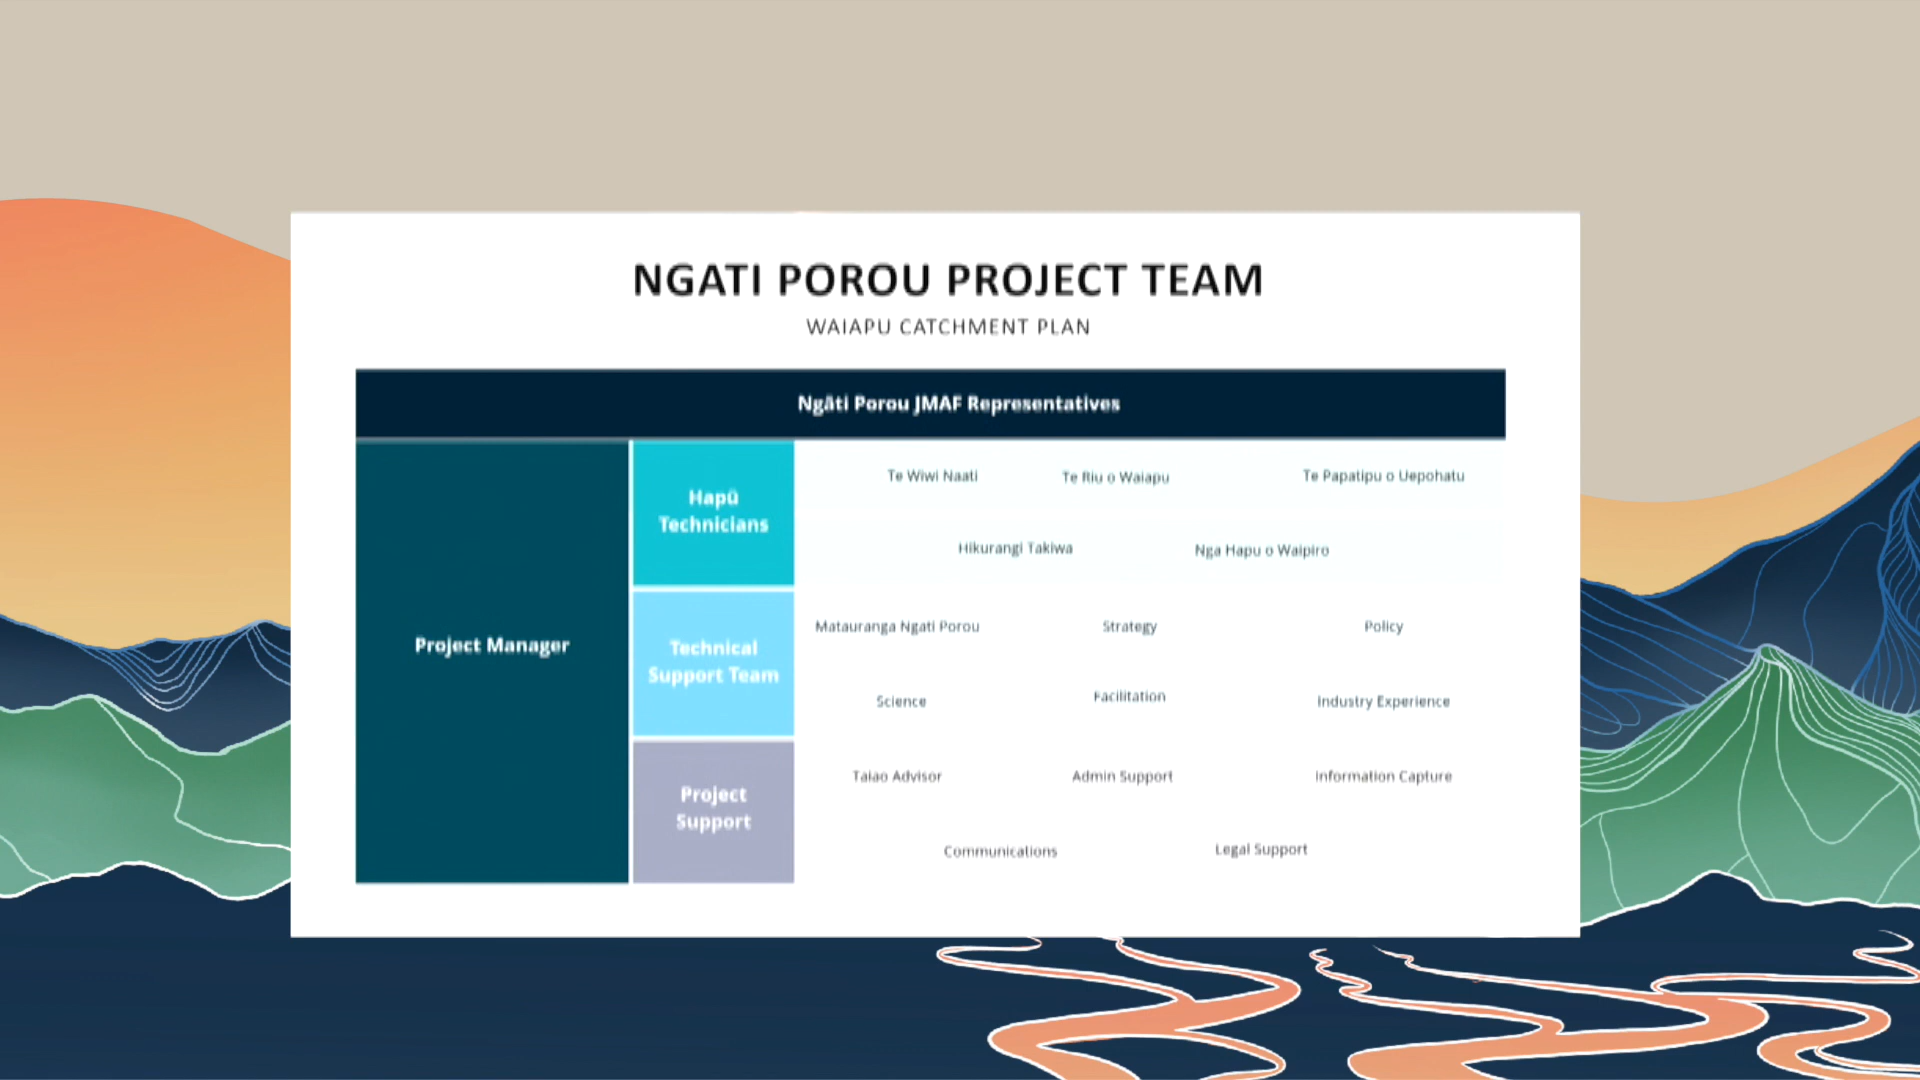 NGATI POROU PROJECT TEAM
WAIAPU CATCHMENT PLAN
Ngāti Porou JMAF Representatives
Project Manager
Hapū
Technicians
Te Wiwi Naati
Te Riu o Waiapu
Te Papatipu o Uepohatu
Hikurangi Takiwa
Nga Hapu o Waipiro
Technical
Support Team
Matauranga Ngati Porou
Strategy
Policy
Science
Facilitation
Industry Experience
Project
Support
Taiao Advisor
Admin Support
Information Capture
Communications
Legal Support